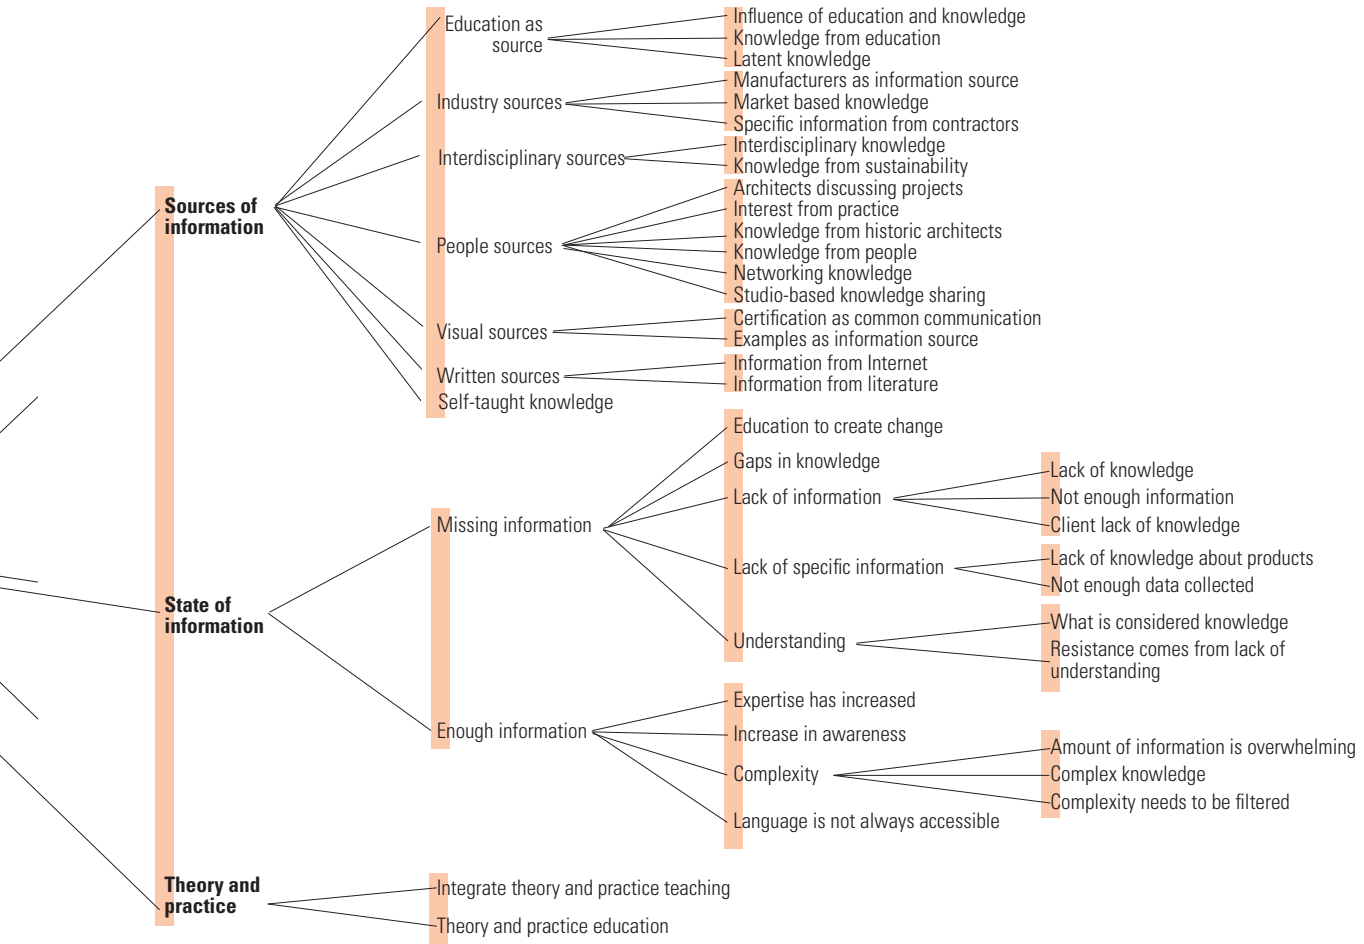 Sources of
information
Education as
source
Influence of education and knowledge
Knowledge from education
Latent knowledge
Industry sources
Manufacturers as information source
Market based knowledge
Specific information from contractors
Interdisciplinary sources
Interdisciplinary knowledge
Knowledge from sustainability
People sources
Architects discussing projects
Interest from practice
Knowledge from historic architects
Knowledge from people
Networking knowledge
Studio-based knowledge sharing
Visual sources
Certification as common communication
Examples as information source
Written sources
Information from Internet
Information from literature
Self-taught knowledge
State of
information
Missing information
Education to create change
Gaps in knowledge
Lack of information
Lack of knowledge
Not enough information
Client lack of knowledge
Lack of specific information
Lack of knowledge about products
Not enough data collected
Understanding
What is considered knowledge
Resistance comes from lack of
understanding
Enough information
Expertise has increased
Increase in awareness
Complexity
Amount of information is overwhelming
Complex knowledge
Complexity needs to be filtered
Language is not always accessible
Theory and
practice
Integrate theory and practice teaching
Theory and practice education